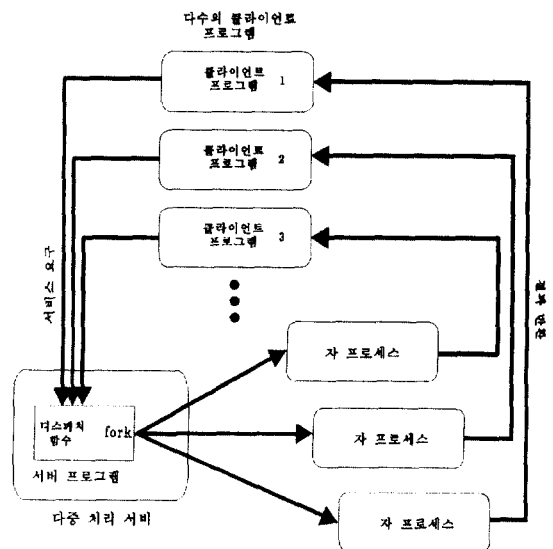 다수의 클라이언트
프로그램
클라이언트
프로그램 1
클라이언트
프로그램 2
클라이언트
프로그램 3
서비스 요구
결과 반환
자 프로세스
자 프로세스
자 프로세스
디스패치
함수
fork
서버 프로그램
다중 처리 서버